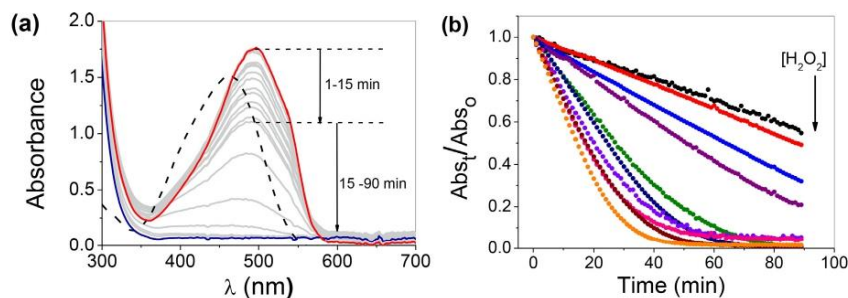 (a)
Absorbance
2.0
1.5
1.0
0.5
0.0
300
400
500
600
700
λ (nm)
1-15 min
15 -90 min
(b)
Abst/Abso
1.0
0.8
0.6
0.4
0.2
0.0
0
20
40
60
80
100
Time (min)
[H₂O₂]